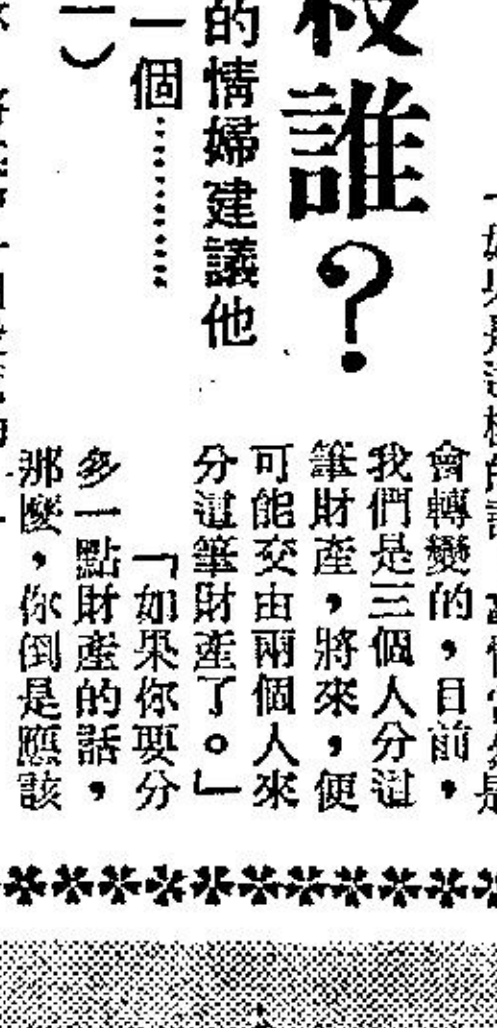 殺誰？
的情婦建議他
一個…………
一）
會轉變的，目前，
我們是三個人分這
筆財產，將來，便
可能交由兩個人來
分這筆財產了。」
「如果你要分
多一點財產的話，
那麼，你倒是應該